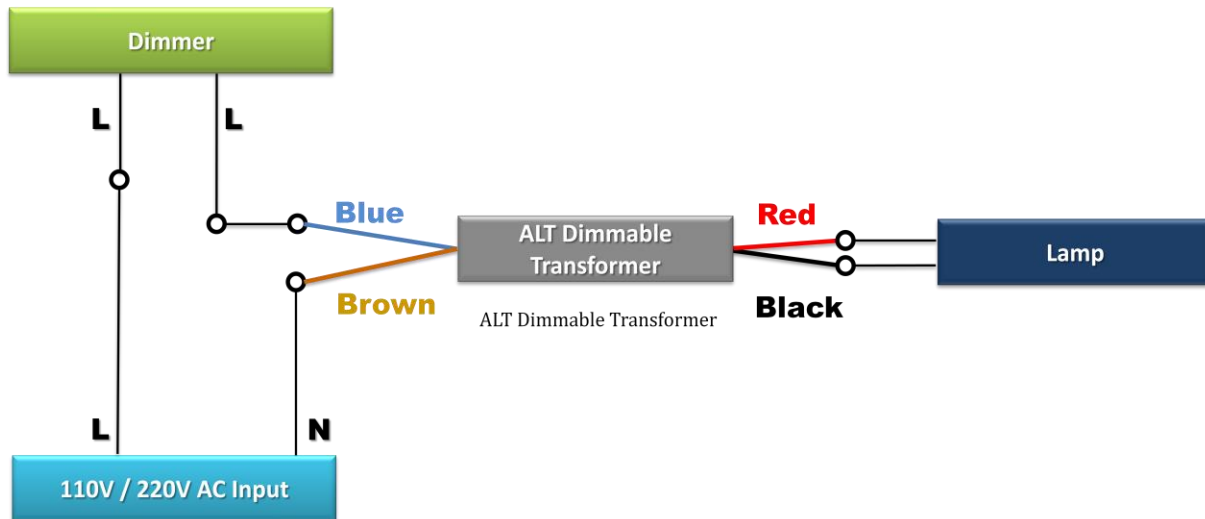 Dimmer
L
L
Blue
Red
ALT Dimmable
Transformer
Lamp
Brown
Black
ALT Dimmable Transformer
L
N
110V / 220V AC Input